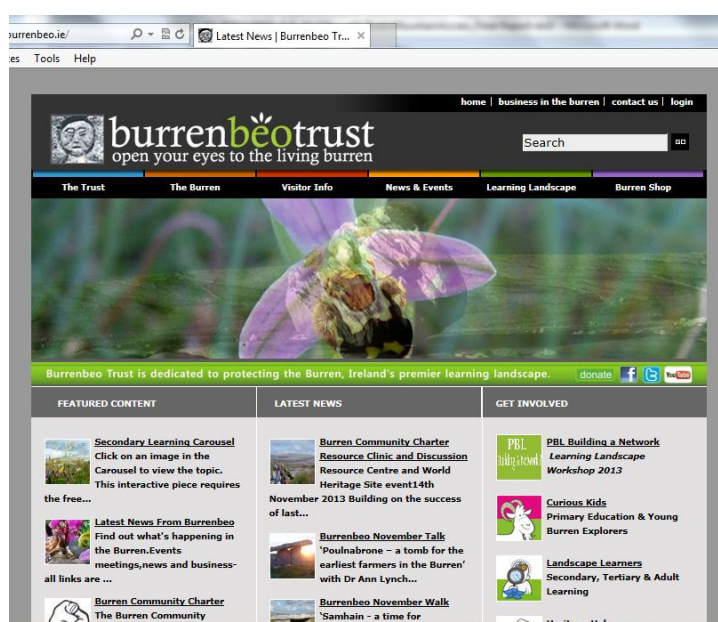 urrenbeo.ie/
Latest News | Burrenbeo Tr...
es Tools Help
home | business in the burren | contact us | login
burrenbeotrust
open your eyes to the living burren
Search
GO
The Trust The Burren Visitor Info News & Events Learning Landscape Burren Shop
Burrenbeo Trust is dedicated to protecting the Burren, Ireland's premier learning landscape.
donate
You Tube
FEATURED CONTENT
Secondary Learning Carousel
Click on an image in the
Carousel to view the topic.
This interactive piece requires
the free...
Latest News From Burrenbeo
Find out what's happening in
the Burren.Events
meetings,news and business-
all links are ...
Burren Community Charter
The Burren Community
LATEST NEWS
Burren Community Charter
Resource Clinic and Discussion
Resource Centre and World
Heritage Site event14th
November 2013 Building on the success
of last...
Burrenbeo November Talk
'Poulnabrone – a tomb for the
earliest farmers in the Burren'
with Dr Ann Lynch...
Burrenbeo November Walk
'Samhain - a time for
GET INVOLVED
PBL
PBL Building a Network
Learning Landscape
Workshop 2013
Curious Kids
Primary Education & Young
Burren Explorers
Landscape Learners
Secondary, Tertiary & Adult
Learning